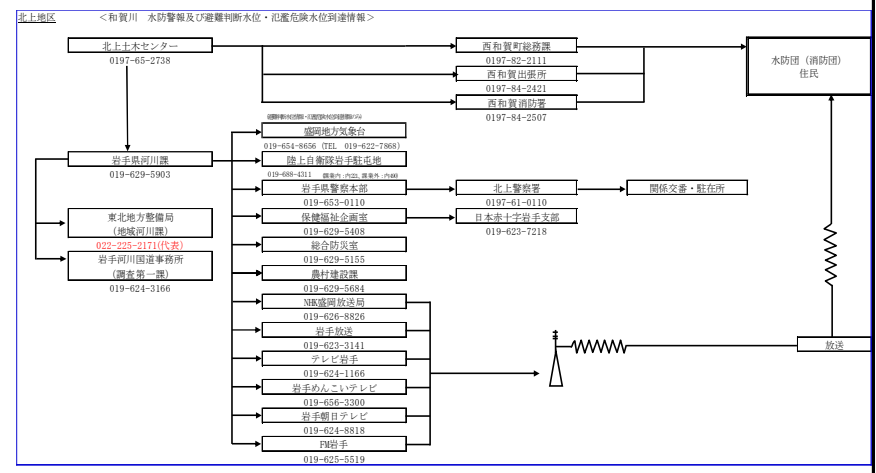 北上地区
＜和賀川　水防警報及び避難判断水位・氾濫危険水位到達情報＞
北上土木センター
0197-65-2738
西和賀町総務課
0197-82-2111
西和賀出張所
0197-84-2421
西和賀消防署
0197-84-2507
水防団（消防団）
住民
盛岡地方気象台
019-654-8656（TEL　019-622-7868）
岩手県河川課
019-629-5903
陸上自衛隊岩手駐屯地
019-688-4311
岩手県警察本部
019-653-0110
北上警察署
0197-61-0110
関係交番・駐在所
東北地方整備局
（地域河川課）
022-225-2171(代表)
保健福祉企画室
019-629-5408
日本赤十字岩手支部
019-623-7218
岩手河川国道事務所
（調査第一課）
019-624-3166
総合防災室
019-629-5155
農村建設課
019-629-5684
NHK盛岡放送局
019-626-8826
岩手放送
019-623-3141
放送
テレビ岩手
019-624-1166
岩手めんこいテレビ
019-656-3300
岩手朝日テレビ
019-624-8818
FM岩手
019-625-5519